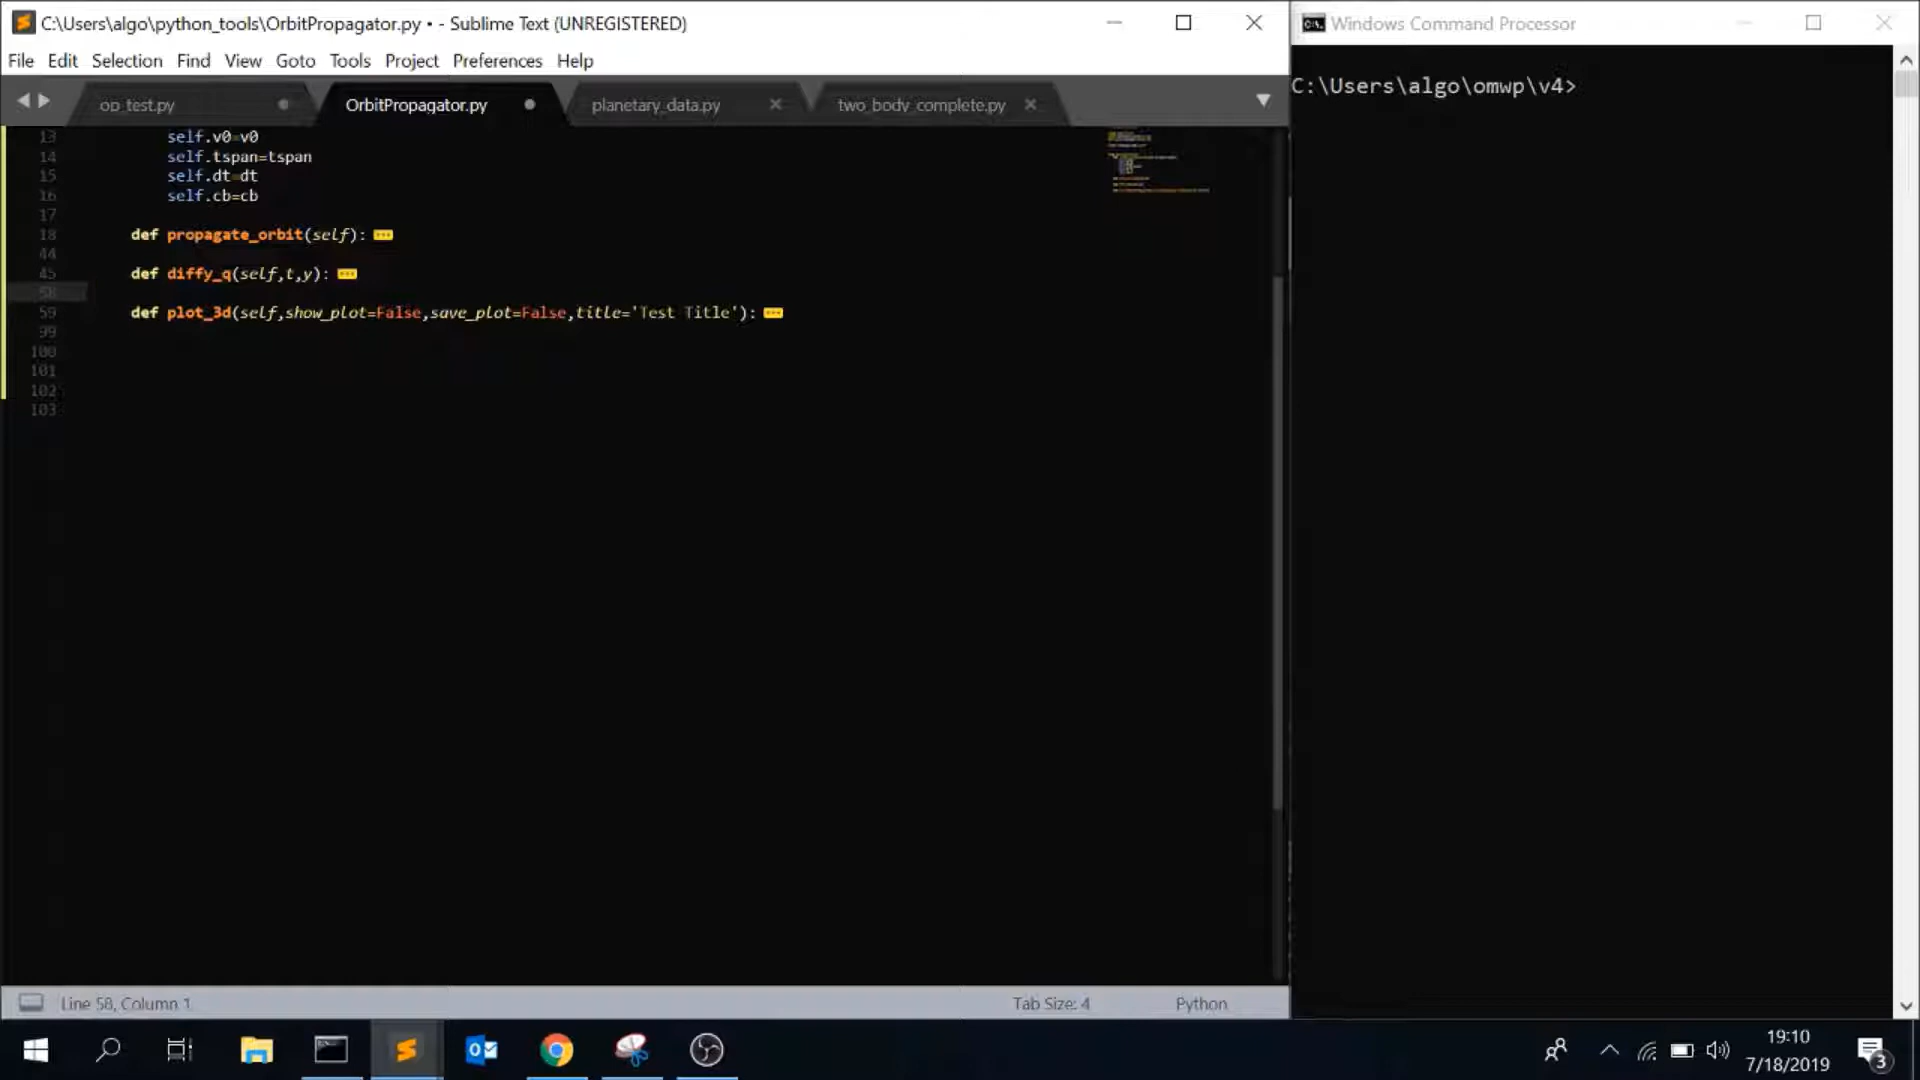 C:\Users\algo\python_tools\OrbitPropagator.py • - Sublime Text (UNREGISTERED)
File Edit Selection Find View Goto Tools Project Preferences Help
op_test.py OrbitPropagator.py planetary_data.py two_body_complete.py
13 self.v0=v0
14 self.tspan=tspan
15 self.dt=dt
16 self.cb=cb
17
18 def propagate_orbit(self):
44
45 def diffy_q(self,t,y):
58
59 def plot_3d(self,show_plot=False,save_plot=False,title='Test Title'):
99
100
101
102
103
Line 58, Column 1 Tab Size: 4 Python
Windows Command Processor
C:\Users\algo\omwp\v4>
19:10
7/18/2019
3